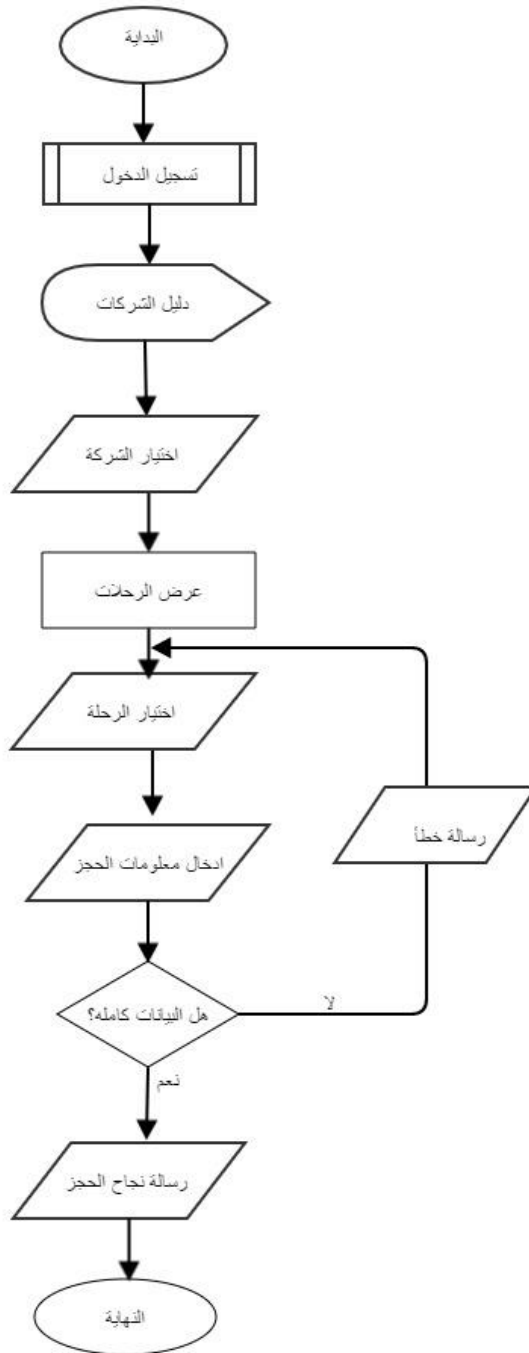 البداية
تسجيل الدخول
دليل الشركات
اختيار الشركة
عرض الرحلات
اختيار الرحلة
رسالة خطأ
ادخال معلومات الحجز
هل البيانات كامله؟
لا
نعم
رسالة نجاح الحجز
النهاية